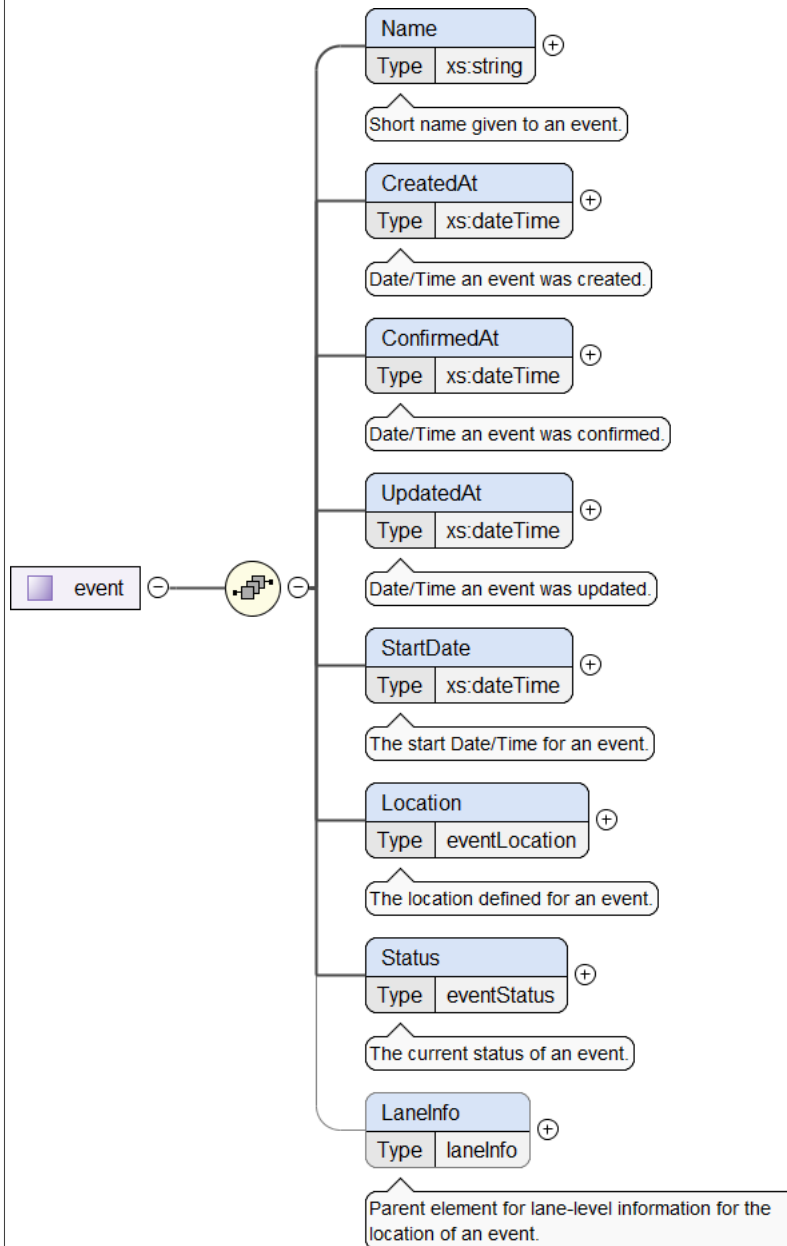 Name
Type xs:string
Short name given to an event.
CreatedAt
Type xs:dateTime
Date/Time an event was created.
ConfirmedAt
Type xs:dateTime
Date/Time an event was confirmed.
UpdatedAt
Type xs:dateTime
Date/Time an event was updated.
event
StartDate
Type xs:dateTime
The start Date/Time for an event.
Location
Type eventLocation
The location defined for an event.
Status
Type eventStatus
The current status of an event.
LaneInfo
Type laneInfo
Parent element for lane-level information for the
location of an event.